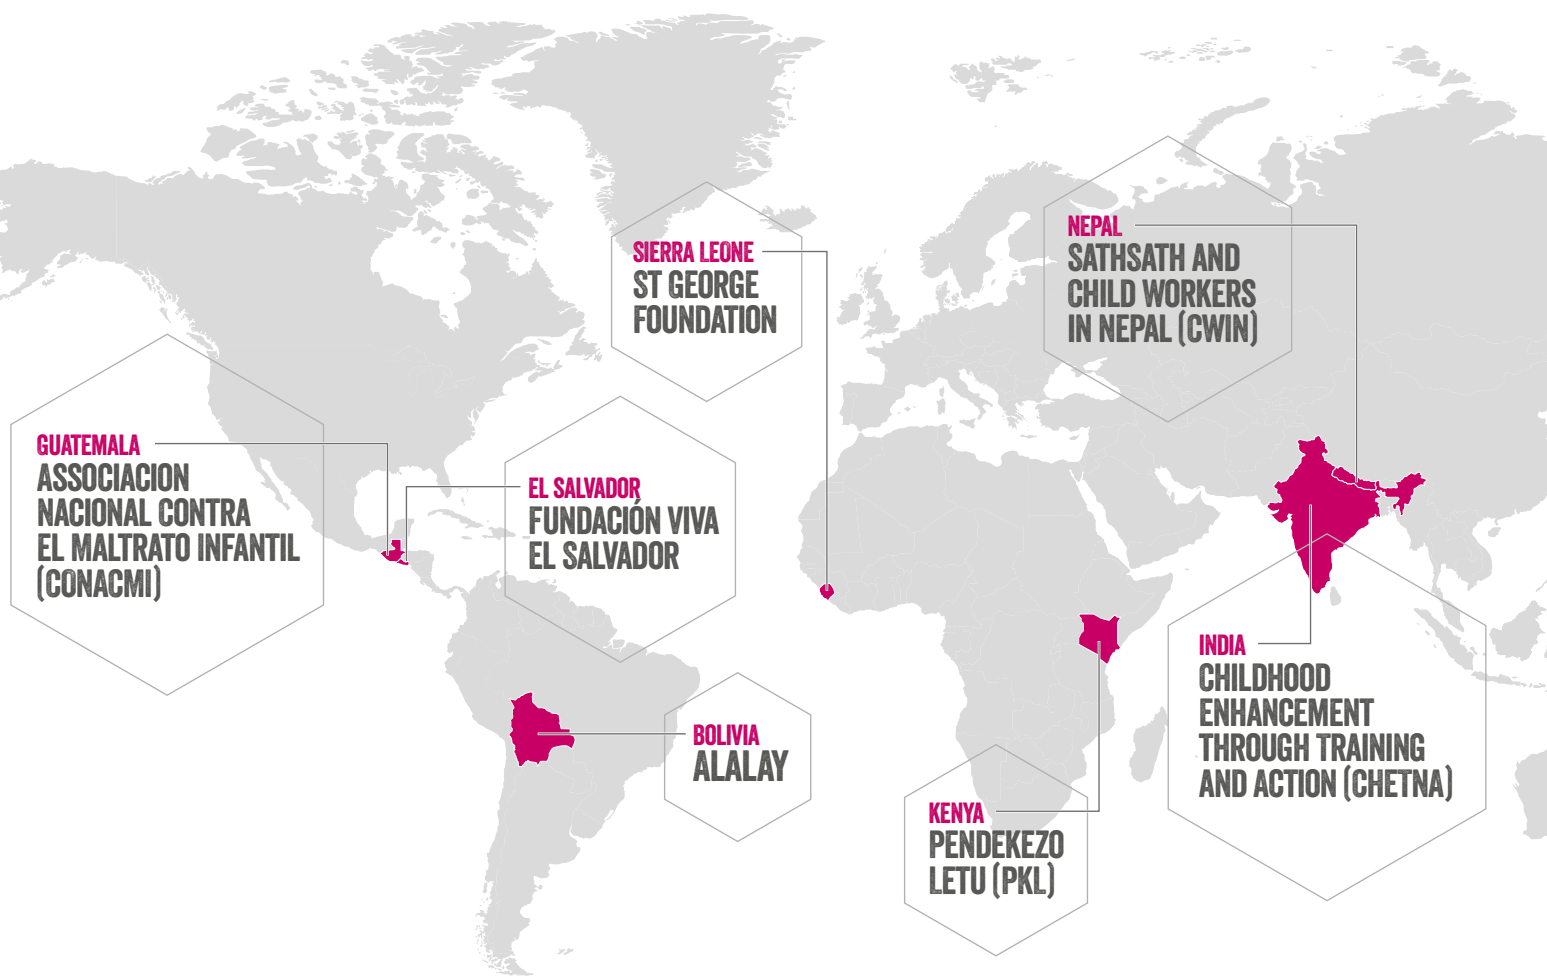 SIERRA LEONE
ST GEORGE
FOUNDATION
NEPAL
SATHSATH AND
CHILD WORKERS
IN NEPAL (CWIN)
GUATEMALA
ASSOCIACION
NACIONAL CONTRA
EL MALTRATO INFANTIL
(CONACMI)
EL SALVADOR
FUNDACIÓN VIVA
EL SALVADOR
BOLIVIA
ALALAY
KENYA
PENDEKEZO
LETU (PKL)
INDIA
CHILDHOOD
ENHANCEMENT
THROUGH TRAINING
AND ACTION (CHETNA)